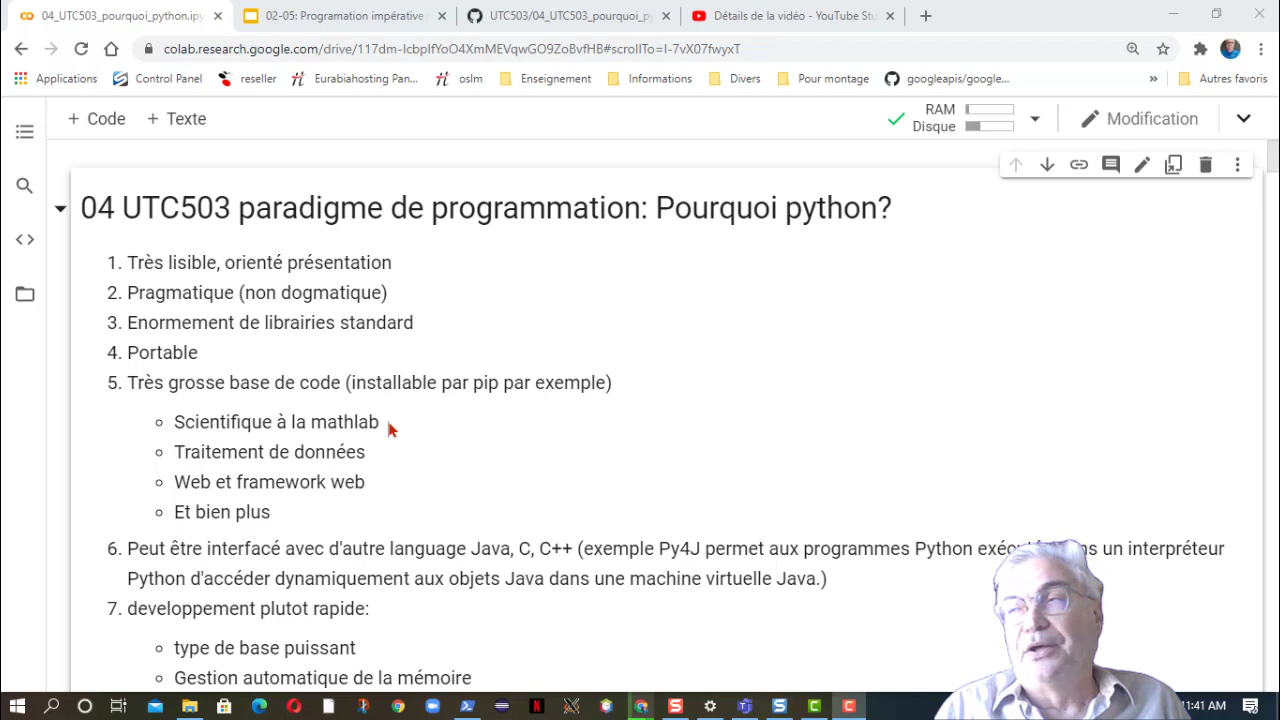 04_UTC503_pourquoi_python.ipy
02-05: Programation impérative
UTC503/04_UTC503_pourquoi_p
Détails de la vidéo - YouTube Stu
colab.research.google.com/drive/117dm-IcbpIfYoO4XmMEVqwGO9ZoBvfHB#scrollTo=I-7vX07fwyxT
Applications
Control Panel
reseller
Eurabiahosting Pan...
oslm
Enseignement
Informations
Divers
Pour montage
googleapis/google...
»
Autres favoris
+ Code
+ Texte
RAM
Disque
Modification
04 UTC503 paradigme de programmation: Pourquoi python?
1. Très lisible, orienté présentation
2. Pragmatique (non dogmatique)
3. Enormement de librairies standard
4. Portable
5. Très grosse base de code (installable par pip par exemple)
Scientifique à la mathlab
Traitement de données
Web et framework web
Et bien plus
6. Peut être interfacé avec d'autre language Java, C, C++ (exemple Py4J permet aux programmes Python un interpréteur
Python d'accéder dynamiquement aux objets Java dans une machine virtuelle Java.)
7. developpement plutot rapide:
type de base puissant
Gestion automatique de la mémoire
11:41 AM